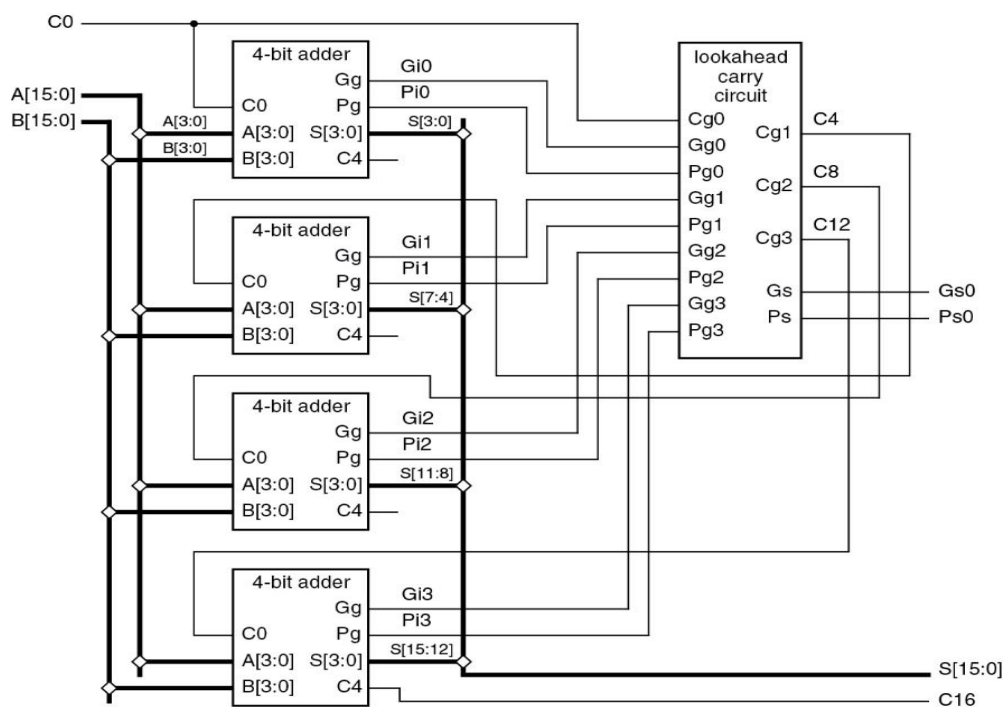 C0
A[15:0]
B[15:0]
4-bit adder
Gg
Pg
C0
A[3:0]
S[3:0]
B[3:0]
C4
A[3:0]
B[3:0]
Gi0
Pi0
S[3:0]
4-bit adder
Gg
Pg
C0
A[3:0]
S[3:0]
B[3:0]
C4
Gi1
Pi1
S[7:4]
4-bit adder
Gg
Pg
C0
A[3:0]
S[3:0]
B[3:0]
C4
Gi2
Pi2
S[11:8]
4-bit adder
Gg
Pg
C0
A[3:0]
S[3:0]
B[3:0]
C4
Gi3
Pi3
S[15:12]
lookahead
carry
circuit
Cg0
Gg0
Pg0
Gg1
Pg1
Gg2
Pg2
Gg3
Pg3
Cg1
Cg2
Cg3
Gs
Ps
C4
C8
C12
Gs0
Ps0
S[15:0]
C16